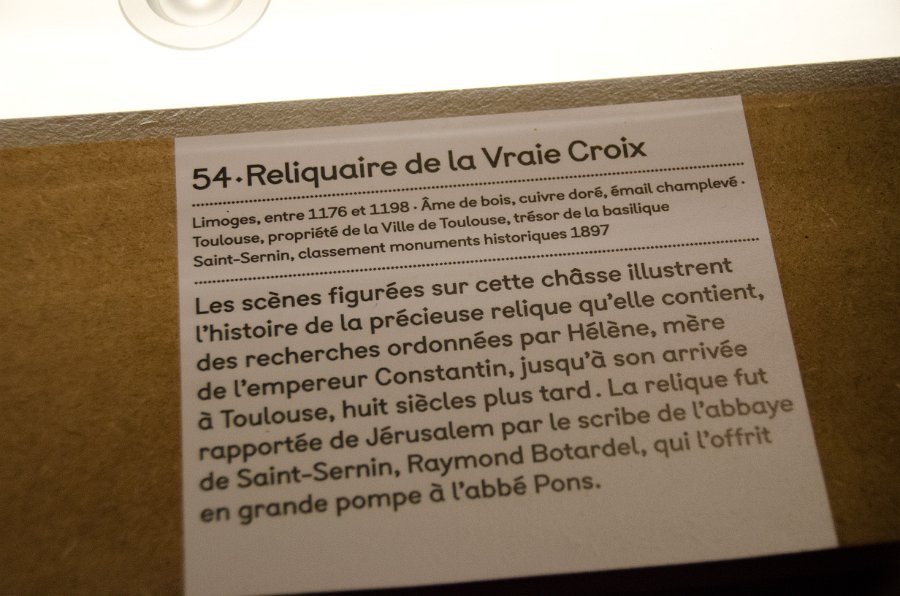 54·Reliquaire de la Vraie Croix
Limoges, entre 1176 et 1198 · Âme de bois, cuivre doré, émail champlevé ·
Toulouse, propriété de la Ville de Toulouse, trésor de la basilique
Saint-Sernin, classement monuments historiques 1897
Les scènes figurées sur cette châsse illustrent
l'histoire de la précieuse relique qu'elle contient,
des recherches ordonnées par Hélène, mère
de l'empereur Constantin, jusqu'à son arrivée
à Toulouse, huit siècles plus tard. La relique fut
rapportée de Jérusalem par le scribe de l'abbaye
de Saint-Sernin, Raymond Botardel, qui l'offrit
en grande pompe à l'abbé Pons.